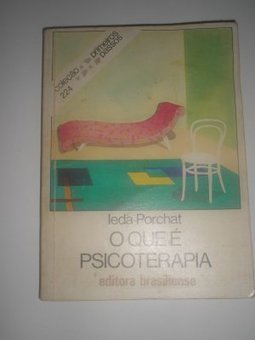 coleção primeiros
224 passos
Ieda Porchat
O QUE É
PSICOTERAPIA
editora brasiliense